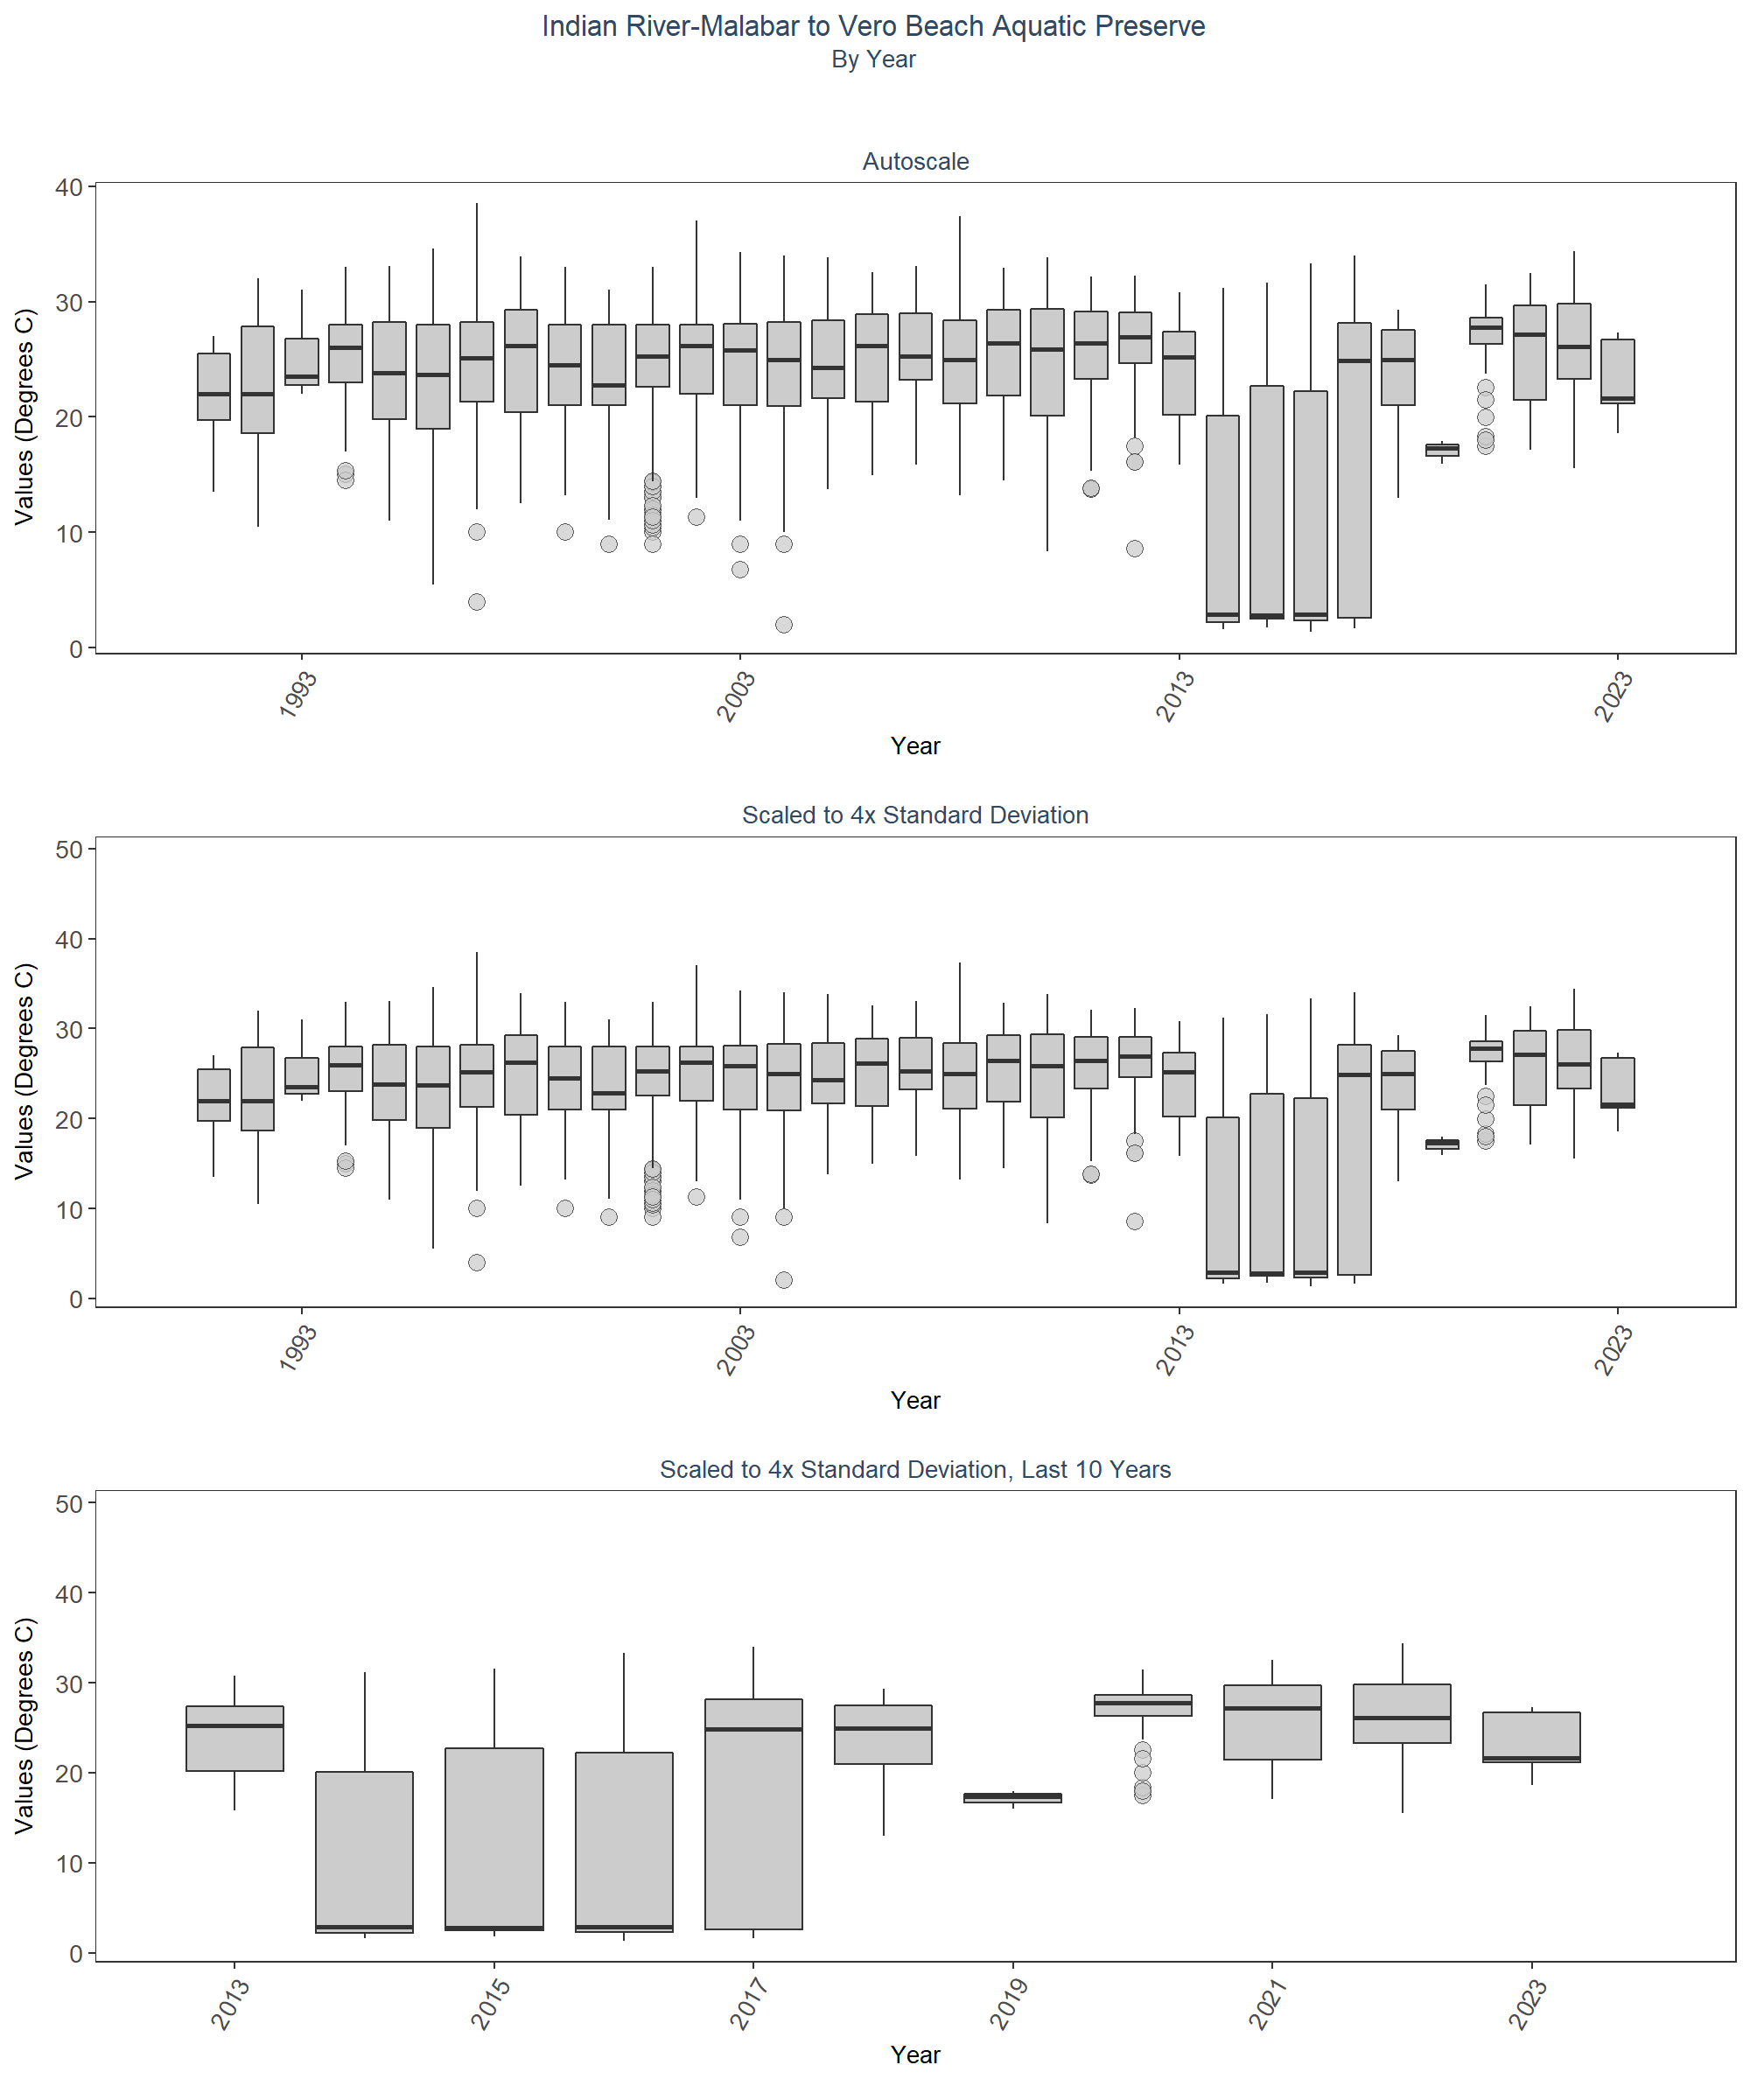 Indian River-Malabar to Vero Beach Aquatic Preserve
By Year
Autoscale
Values (Degrees C)
40
30
20
10
0
1993
2003
2013
2023
Year
Scaled to 4x Standard Deviation
Values (Degrees C)
50
40
30
20
10
0
1993
2003
2013
2023
Year
Scaled to 4x Standard Deviation, Last 10 Years
Values (Degrees C)
50
40
30
20
10
0
2013
2015
2017
2019
2021
2023
Year